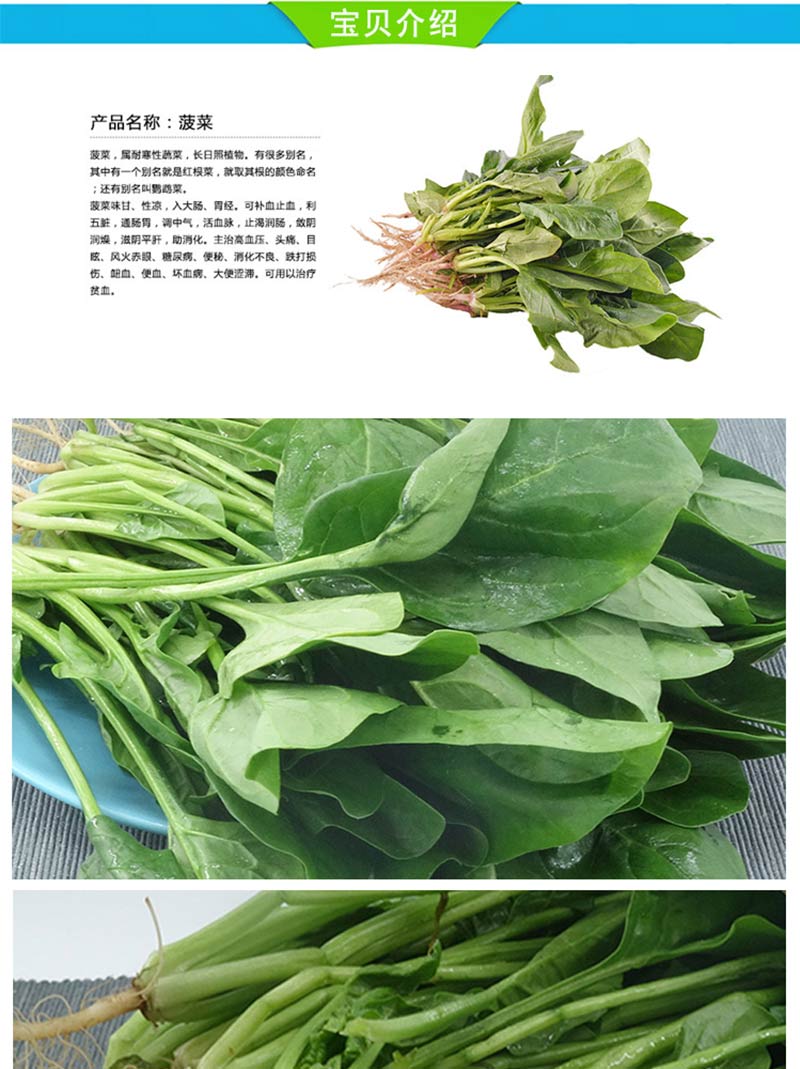 宝贝介绍
产品名称：菠菜
菠菜，属耐寒性蔬菜，长日照植物。有很多别名，
其中有一个别名就是红根菜，就取其根的颜色命名
；还有别名叫鹦鹉菜。
菠菜味甘、性凉，入大肠、胃经。可补血止血，利
五脏，通肠胃，调中气，活血脉，止渴润肠，敛阴
润燥，滋阴平肝，助消化。主治高血压、头痛、目
眩、风火赤眼、糖尿病、便秘、消化不良、跌打损
伤、衄血、便血、坏血病、大便涩滞。可用以治疗
贫血。